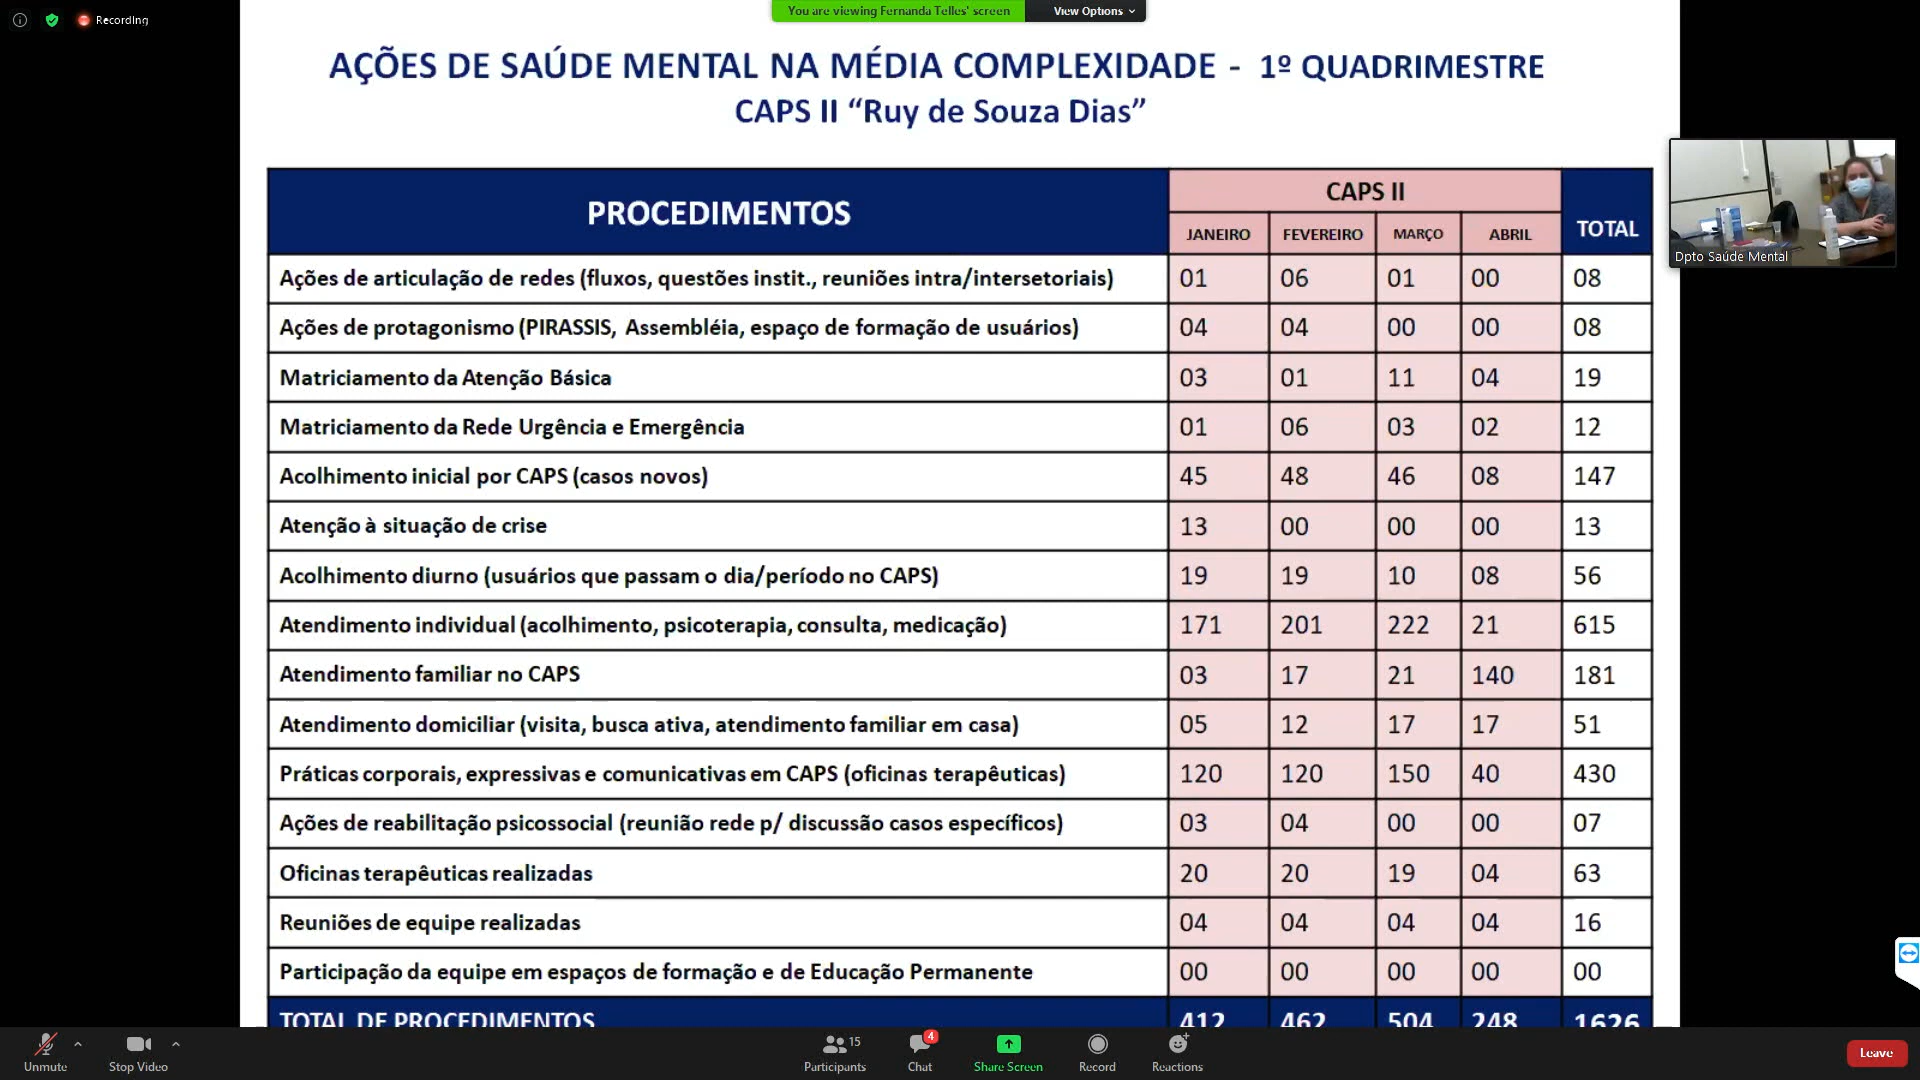 Recording
You are viewing Fernanda Telles' screen
View Options
AÇÕES DE SAÚDE MENTAL NA MÉDIA COMPLEXIDADE - 1º QUADRIMESTRE
CAPS II “Ruy de Souza Dias”
PROCEDIMENTOS CAPS II TOTAL
JANEIRO FEVEREIRO MARÇO ABRIL
Ações de articulação de redes (fluxos, questões instit., reuniões intra/intersetoriais) 01 06 01 00 08
Ações de protagonismo (PIRASSIS, Assembléia, espaço de formação de usuários) 04 04 00 00 08
Matriciamento da Atenção Básica 03 01 11 04 19
Matriciamento da Rede Urgência e Emergência 01 06 03 02 12
Acolhimento inicial por CAPS (casos novos) 45 48 46 08 147
Atenção à situação de crise 13 00 00 00 13
Acolhimento diurno (usuários que passam o dia/período no CAPS) 19 19 10 08 56
Atendimento individual (acolhimento, psicoterapia, consulta, medicação) 171 201 222 21 615
Atendimento familiar no CAPS 03 17 21 140 181
Atendimento domiciliar (visita, busca ativa, atendimento familiar em casa) 05 12 17 17 51
Práticas corporais, expressivas e comunicativas em CAPS (oficinas terapêuticas) 120 120 150 40 430
Ações de reabilitação psicossocial (reunião rede p/ discussão casos específicos) 03 04 00 00 07
Oficinas terapêuticas realizadas 20 20 19 04 63
Reuniões de equipe realizadas 04 04 04 04 16
Participação da equipe em espaços de formação e de Educação Permanente 00 00 00 00 00
TOTAL DE PROCEDIMENTOS 412 462 504 248 1626
Dpto Saúde Mental
Unmute
Stop Video
15
Participants
4
Chat
Share Screen
Record
Reactions
Leave